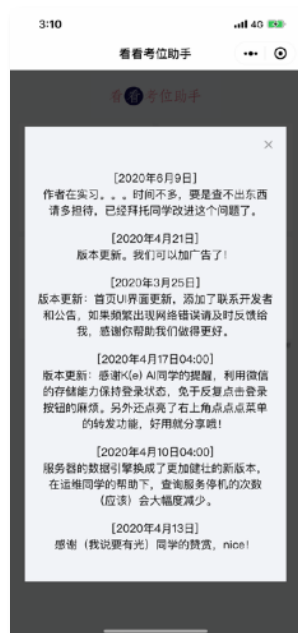 3:10
4G
看看考位助手
看看考位助手
[2020年6月9日]
作者在实习。。。时间不多，要是查不出东西
请多担待，已经拜托同学改进这个问题了。
[2020年4月21日]
版本更新。我们可以加广告了！
[2020年3月25日]
版本更新：首页UI界面更新，添加了联系开发者
和公告，如果频繁出现网络错误请及时反馈给
我，感谢你帮助我们做得更好。
[2020年4月17日04:00]
版本更新：感谢K(e) AI同学的提醒，利用微信
的存储能力保持登录状态，免于反复点击登录
按钮的麻烦。另外还点亮了右上角点点点菜单
的转发功能，好用就分享哦！
[2020年4月10日04:00]
服务器的数据引擎换成了更加健壮的新版本，
在运维同学的帮助下，查询服务停机的次数
（应该）会大幅度减少。
[2020年4月13日]
感谢（我说要有光）同学的赞赏，nice！